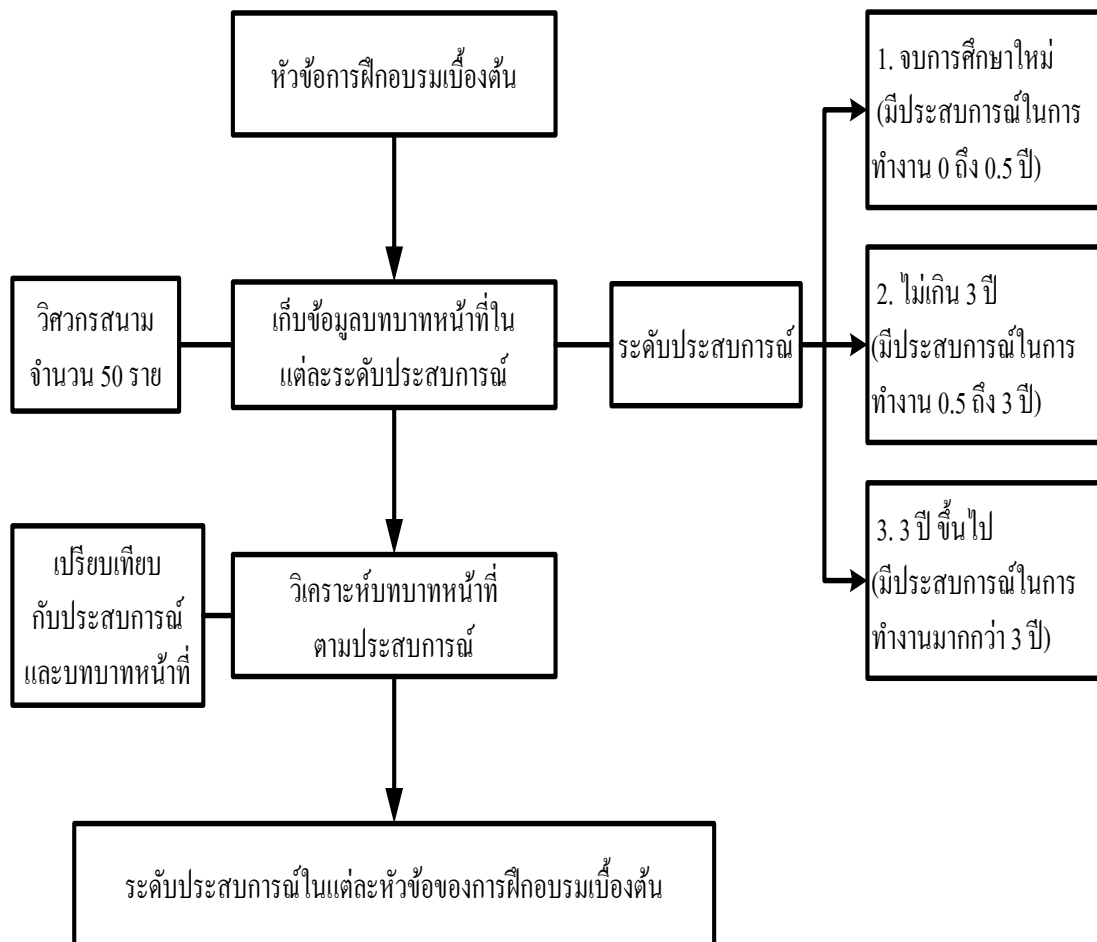 หัวข้อการฝึกอบรมเบื้องต้น
1. จบการศึกษาใหม่
(มีประสบการณ์ในการ
ทำงาน 0 ถึง 0.5 ปี)
วิศวกรสนาม
จำนวน 50 ราย
เก็บข้อมูลบทบาทหน้าที่ใน
แต่ละระดับประสบการณ์
ระดับประสบการณ์
2. ไม่เกิน 3 ปี
(มีประสบการณ์ในการ
ทำงาน 0.5 ถึง 3 ปี)
เปรียบเทียบ
กับประสบการณ์
และบทบาทหน้าที่
วิเคราะห์บทบาทหน้าที่
ตามประสบการณ์
3. 3 ปี ขึ้นไป
(มีประสบการณ์ในการ
ทำงานมากกว่า 3 ปี)
ระดับประสบการณ์ในแต่ละหัวข้อของการฝึกอบรมเบื้องต้น